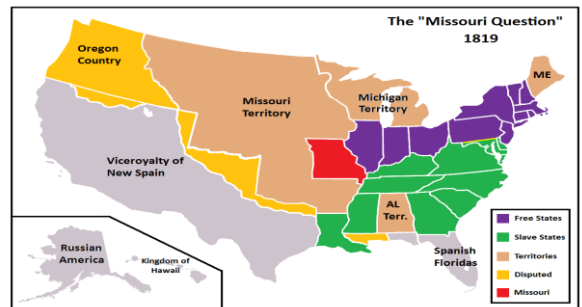 The "Missouri Question"
1819
Oregon
Country
ME
Missouri
Territory
Michigan
Territory
Viceroyalty of
New Spain
AL
Terr.
Spanish
Floridas
Russian
America
Kingdom of
Hawaii
Free States
Slave States
Territories
Disputed
Missouri